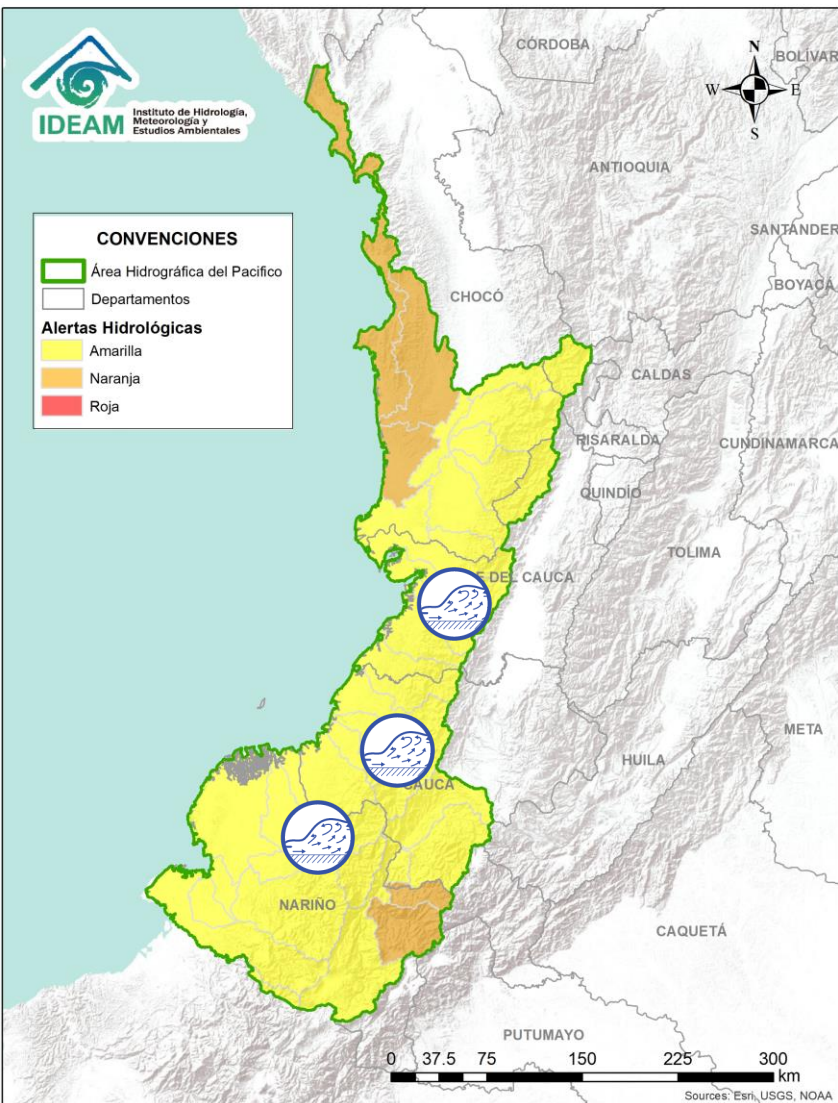 IDEAM
Instituto de Hidrología,
Meteorología y
Estudios Ambientales
CONVENCIONES
Área Hidrográfica del Pacifico
Departamentos
Alertas Hidrológicas
Amarilla
Naranja
Roja
N
W E
S
CÓRDOBA
BOLÍVAR
ANTIOQUIA
SANTANDER
BOYACÁ
CHOCÓ
CALDAS
RISARALDA
CUNDINAMARCA
QUINDÍO
TOLIMA
E DEL CAUCA
META
HUILA
CAUCA
NARIÑO
CAQUETÁ
PUTUMAYO
0 37.5 75 150 225 300
km
Sources: Esri, USGS, NOAA